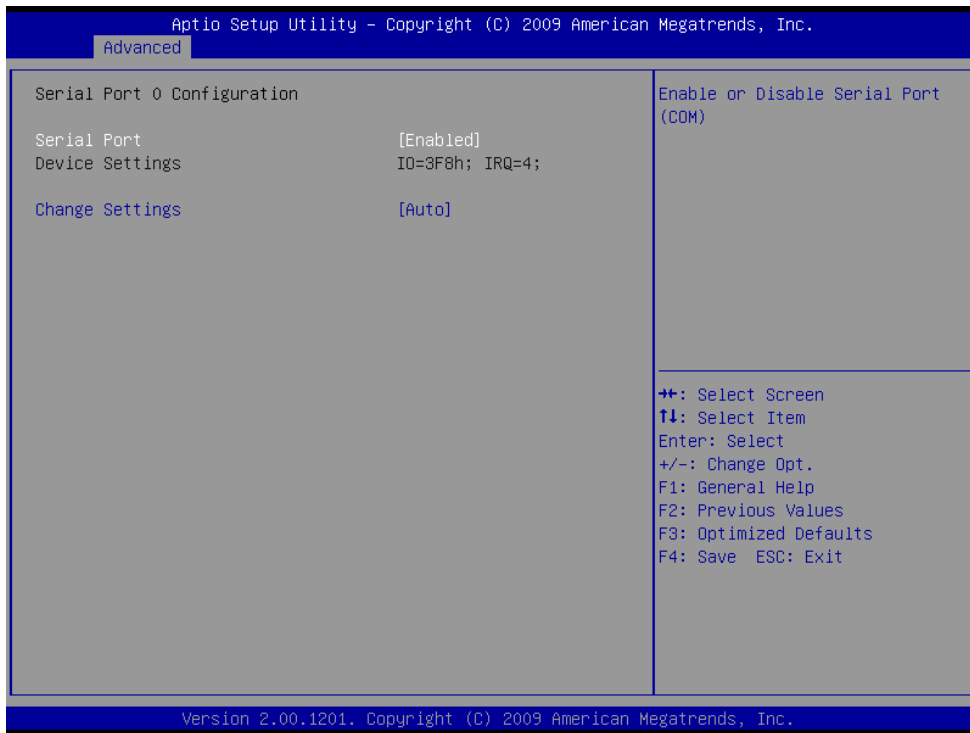 Aptio Setup Utility – Copyright (C) 2009 American Megatrends, Inc.
Advanced
Serial Port 0 Configuration
Serial Port [Enabled]
Device Settings IO=3F8h; IRQ=4;
Change Settings [Auto]
Enable or Disable Serial Port
(COM)
→←: Select Screen
↑↓: Select Item
Enter: Select
+/-: Change Opt.
F1: General Help
F2: Previous Values
F3: Optimized Defaults
F4: Save ESC: Exit
Version 2.00.1201. Copyright (C) 2009 American Megatrends, Inc.